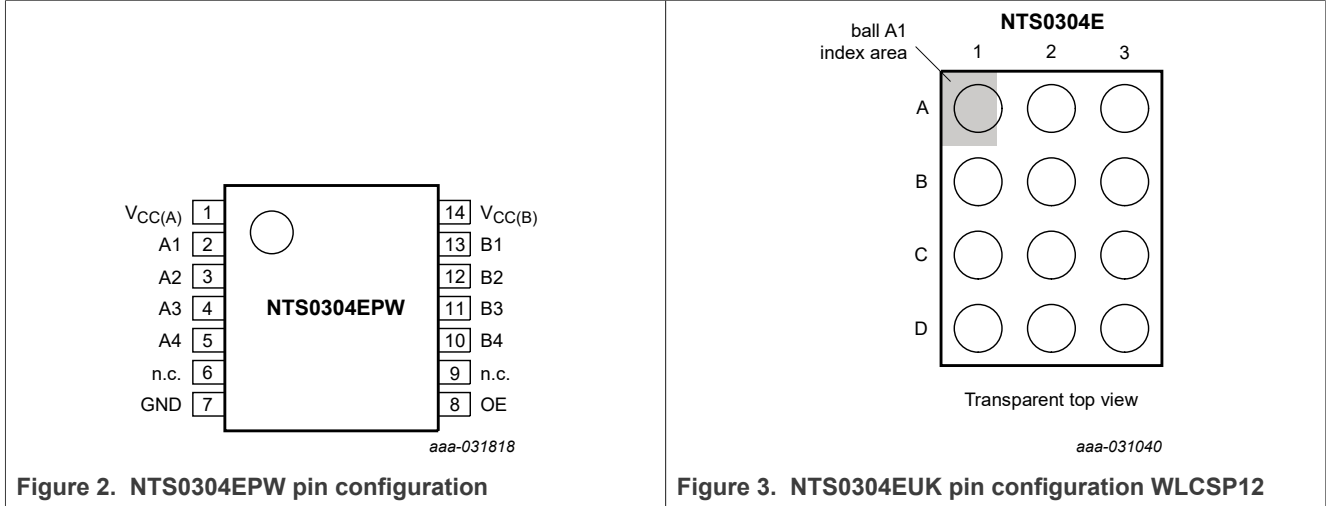 V_CC(A) 1
A1 2
A2 3
A3 4
A4 5
n.c. 6
GND 7
NTS0304EPW
14 V_CC(B)
13 B1
12 B2
11 B3
10 B4
9 n.c.
8 OE
aaa-031818
Figure 2. NTS0304EPW pin configuration
NTS0304E
ball A1
index area
1 2 3
A
B
C
D
Transparent top view
aaa-031040
Figure 3. NTS0304EUK pin configuration WLCSP12